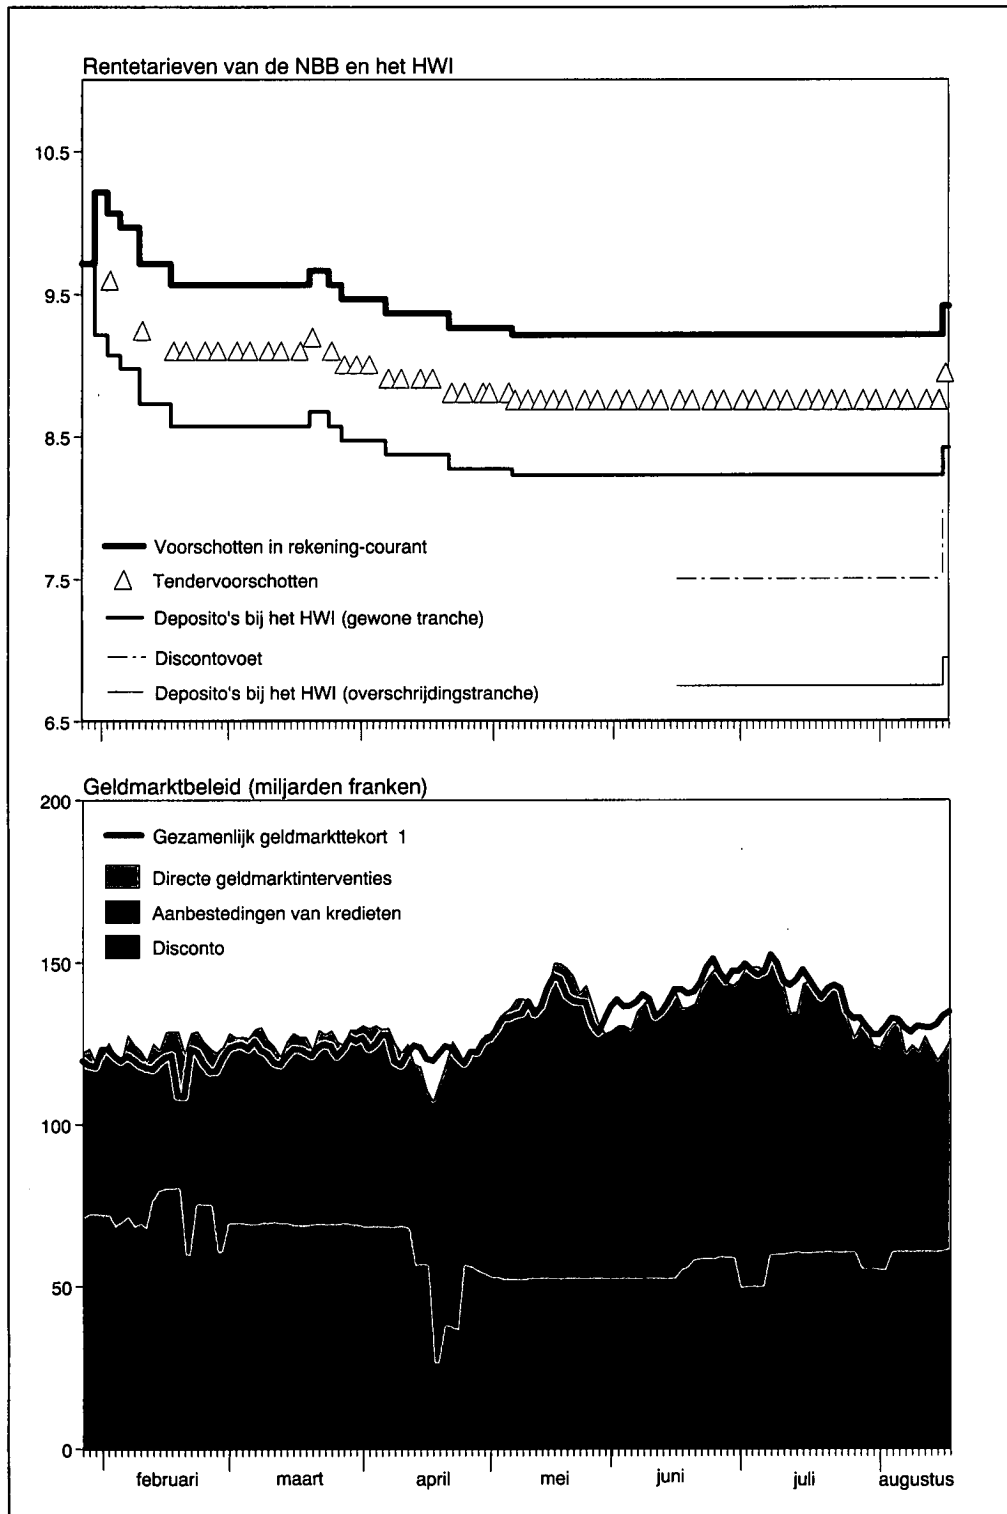 Rentetarieven van de NBB en het HWI
10.5
9.5
8.5
7.5
6.5
Voorschotten in rekening-courant
Tendervoorschotten
Deposito's bij het HWI (gewone tranche)
Discontovoet
Deposito's bij het HWI (overschrijdingstranche)
Geldmarktbeleid (miljarden franken)
200
150
100
50
0
Gezamenlijk geldmarkttekort 1
Directe geldmarktinterventies
Aanbestedingen van kredieten
Disconto
februari maart april mei juni juli augustus